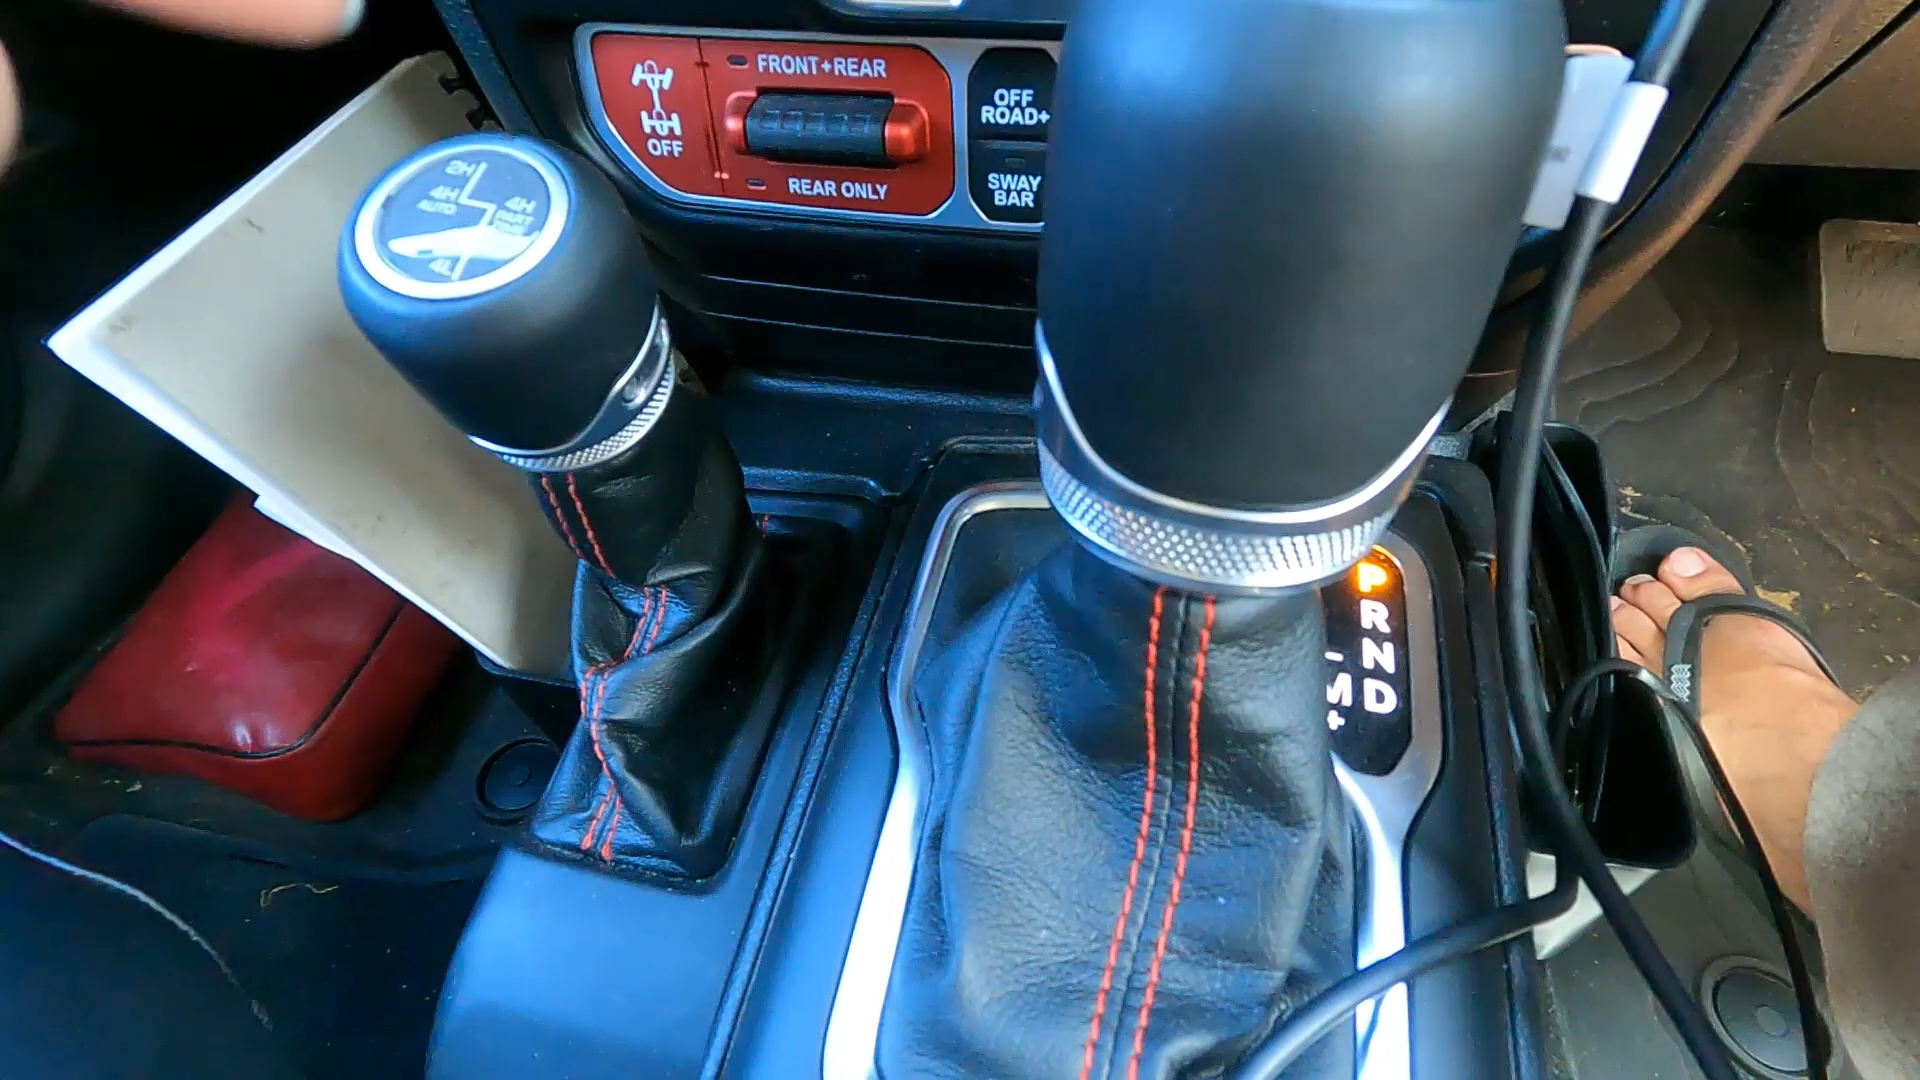 FRONT+REAR
OFF
REAR ONLY
OFF
ROAD+
SWAY
BAR
2H
4H
AUTO
4H
PART
TIME
4L
P
R
N
D
-
M
+